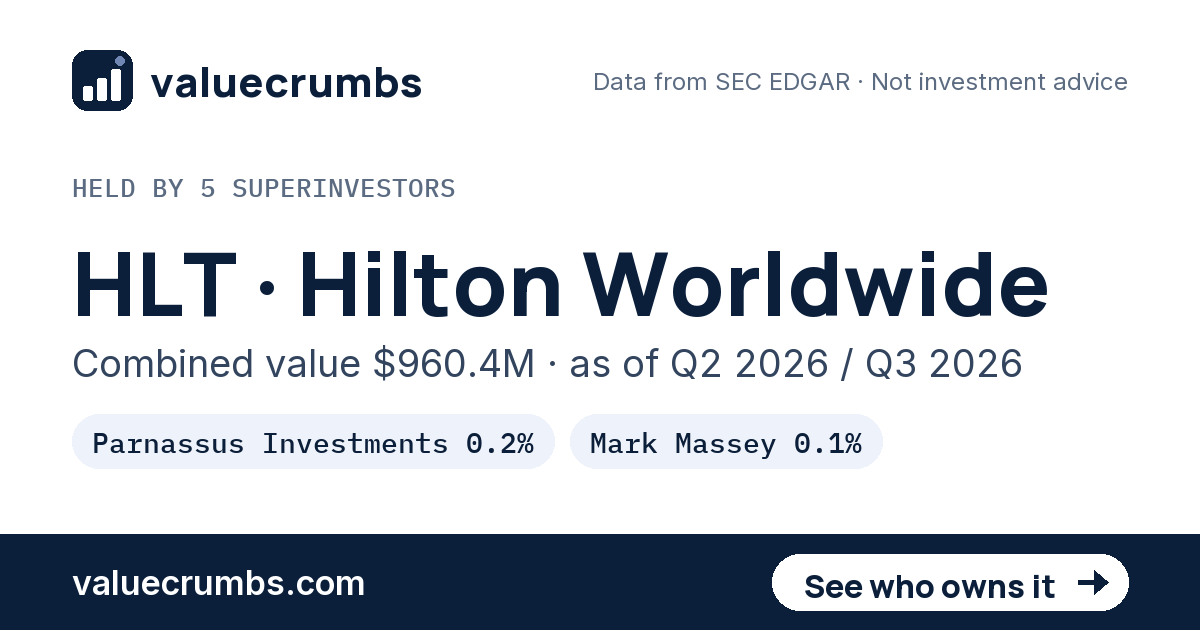 valuecrumbs
Data from SEC EDGAR · Not investment advice
HELD BY 5 SUPERINVESTORS
HLT · Hilton Worldwide
Combined value $960.4M · as of Q2 2026 / Q3 2026
Parnassus Investments 0.2%
Mark Massey 0.1%
valuecrumbs.com
See who owns it →